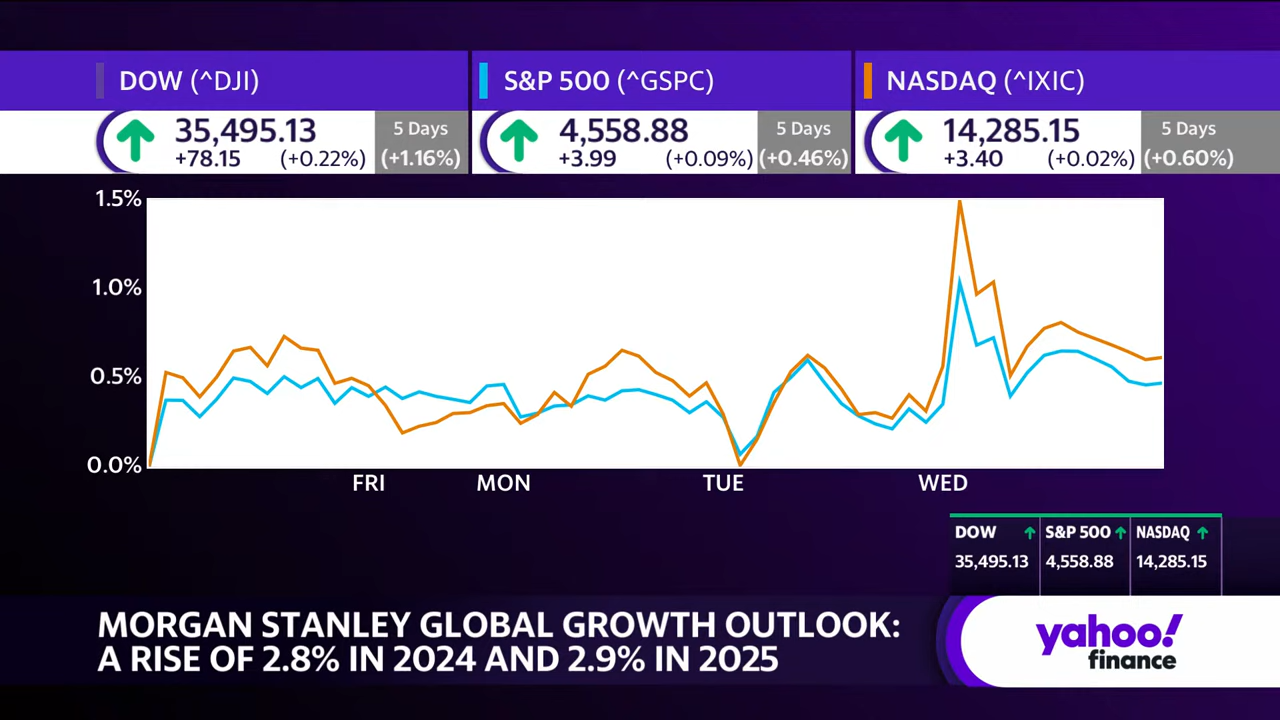 DOW (^DJI)
35,495.13
+78.15 (+0.22%)
5 Days
(+1.16%)
S&P 500 (^GSPC)
4,558.88
+3.99 (+0.09%)
5 Days
(+0.46%)
NASDAQ (^IXIC)
14,285.15
+3.40 (+0.02%)
5 Days
(+0.60%)
1.5%
1.0%
0.5%
0.0%
FRI MON TUE WED
DOW S&P 500 NASDAQ
35,495.13 4,558.88 14,285.15
MORGAN STANLEY GLOBAL GROWTH OUTLOOK:
A RISE OF 2.8% IN 2024 AND 2.9% IN 2025
yahoo!
finance